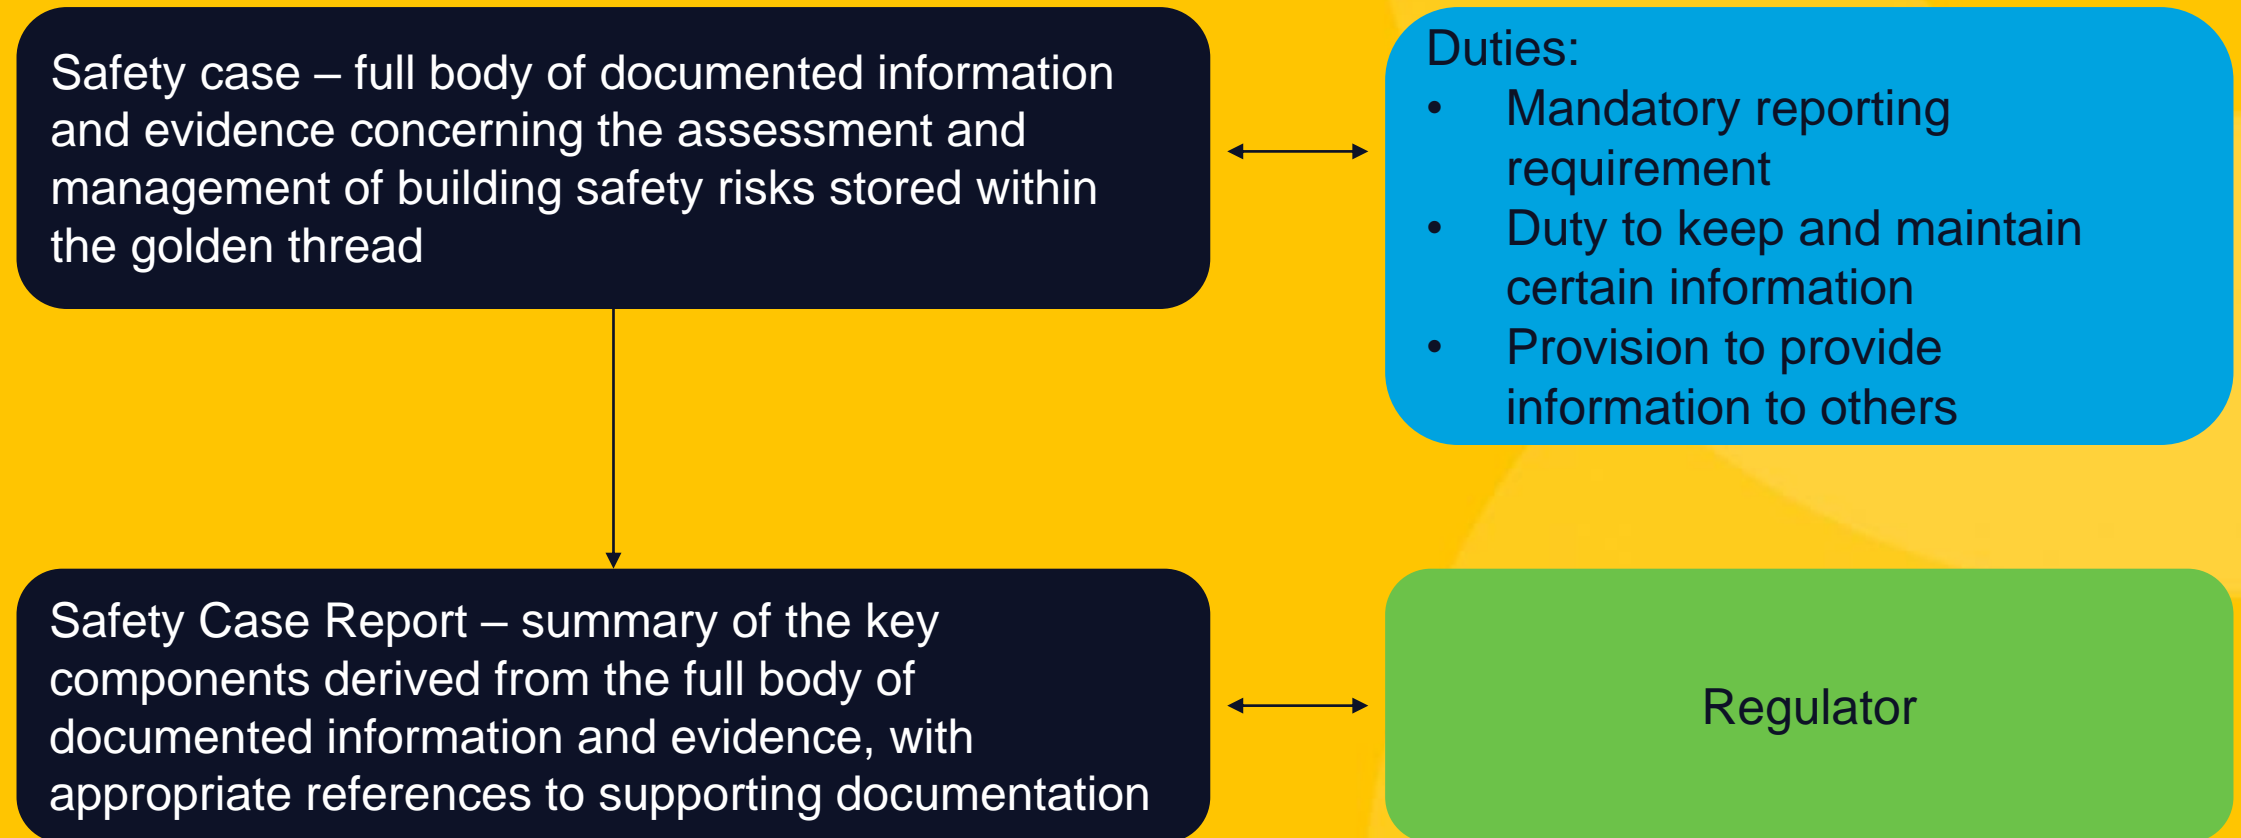 Safety case – full body of documented information
and evidence concerning the assessment and
management of building safety risks stored within
the golden thread
Duties:
• Mandatory reporting
requirement
• Duty to keep and maintain
certain information
• Provision to provide
information to others
Safety Case Report – summary of the key
components derived from the full body of
documented information and evidence, with
appropriate references to supporting documentation
Regulator